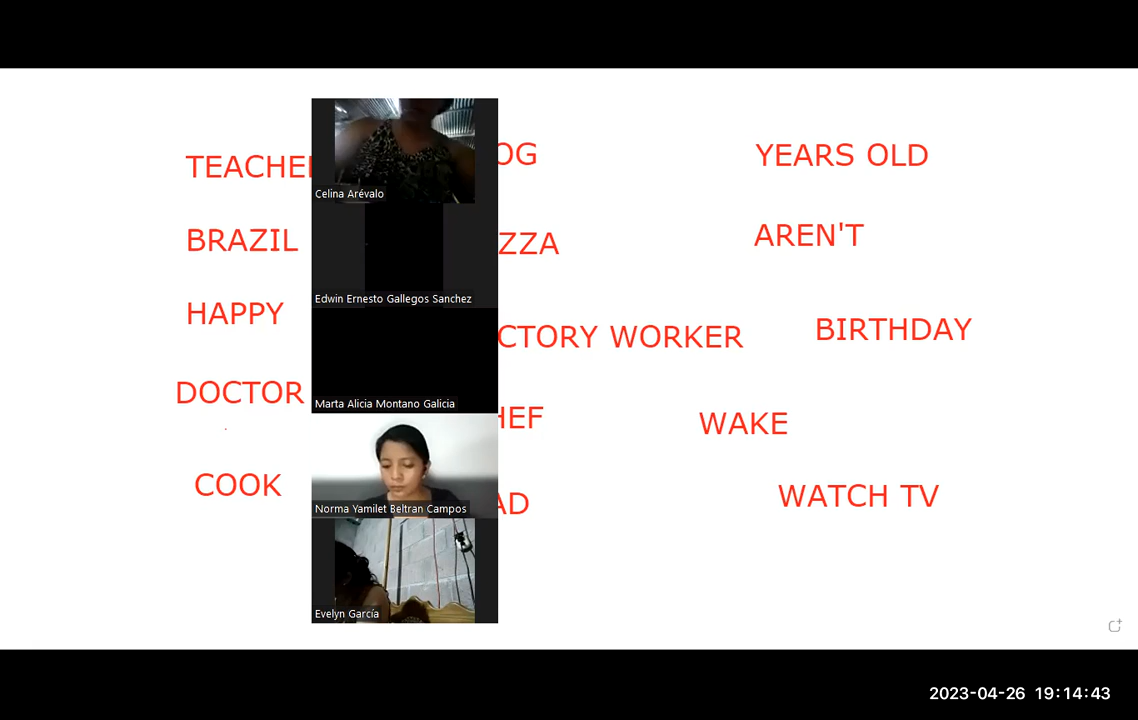 TEACHE
OG
YEARS OLD
BRAZIL
ZZA
AREN'T
HAPPY
CTORY WORKER
BIRTHDAY
DOCTOR
HEF
WAKE
COOK
AD
WATCH TV
Celina Arévalo
Edwin Ernesto Gallegos Sanchez
Marta Alicia Montano Galicia
Norma Yamilet Beltran Campos
Evelyn García
2023-04-26 19:14:43